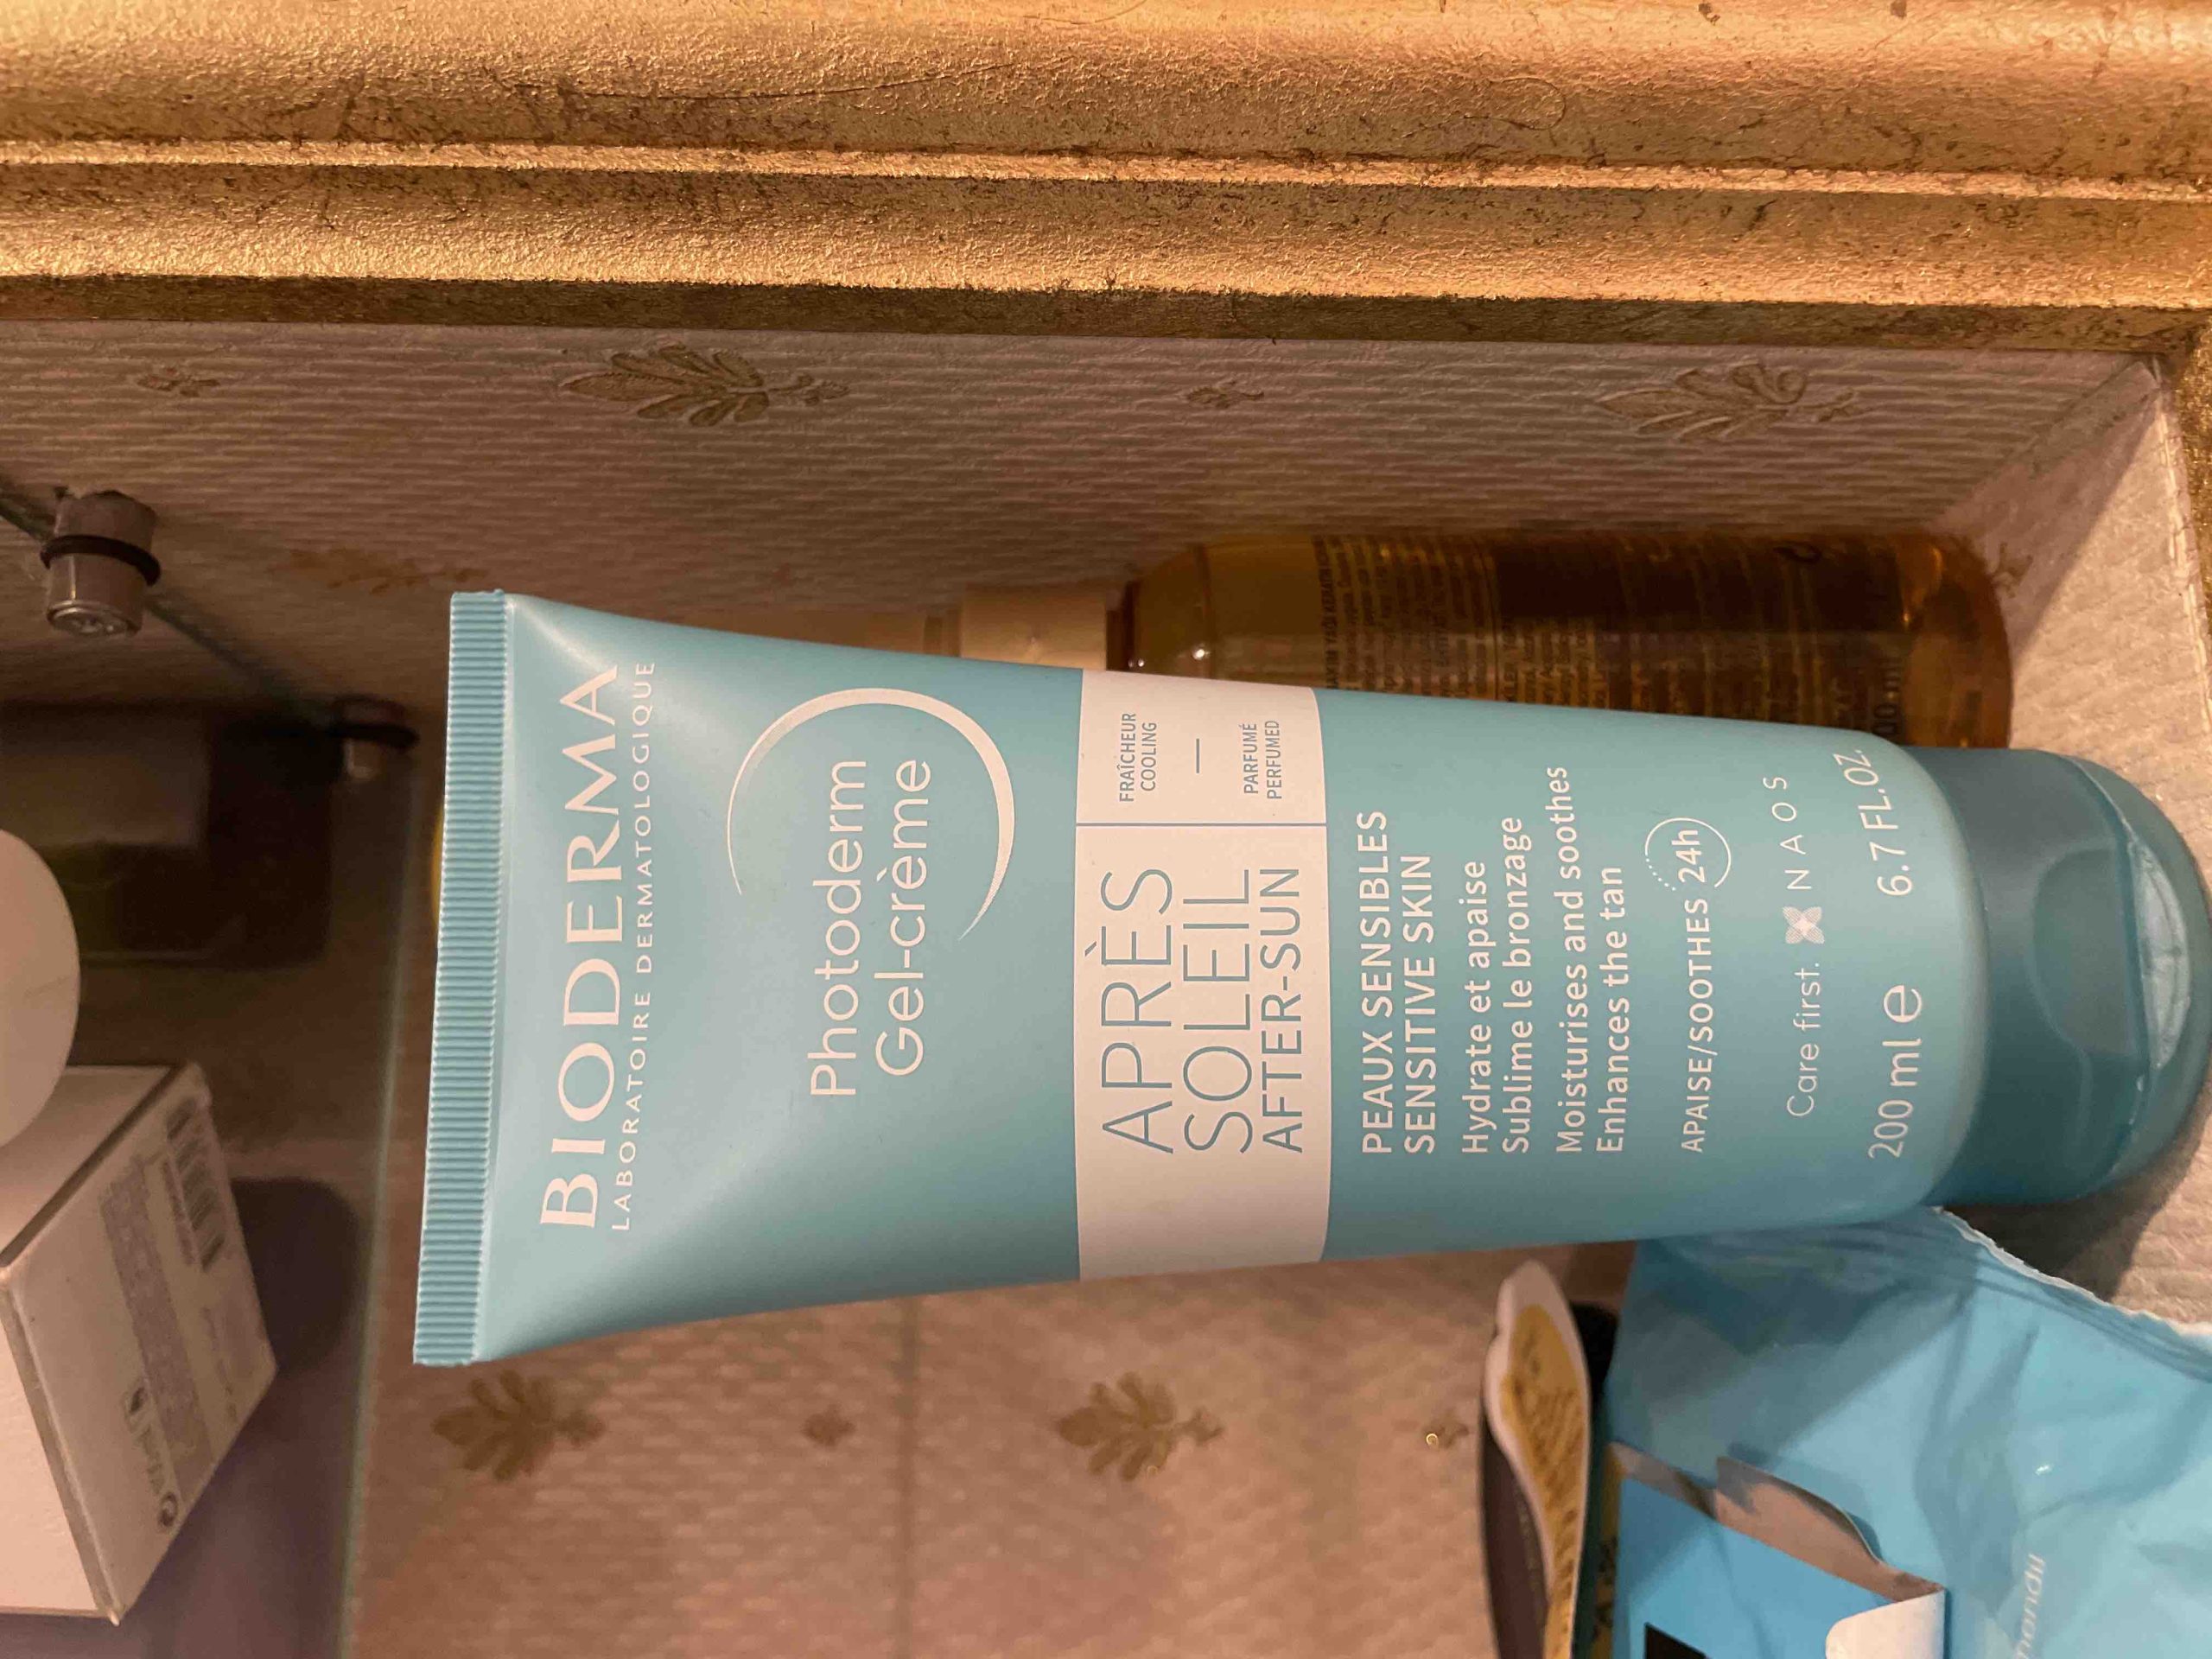 BIODERMA
LABORATOIRE DERMATOLOGIQUE
Photoderm
Gel-crème
APRÈS
SOLEIL
AFTER-SUN
FRAÎCHEUR
COOLING
—
PARFUMÉ
PERFUMED
PEAUX SENSIBLES
SENSITIVE SKIN
Hydrate et apaise
Sublime le bronzage
Moisturises and soothes
Enhances the tan
APAISE/SOOTHES 24h
Care first. NAOS
200 ml e 6.7 FL.OZ.